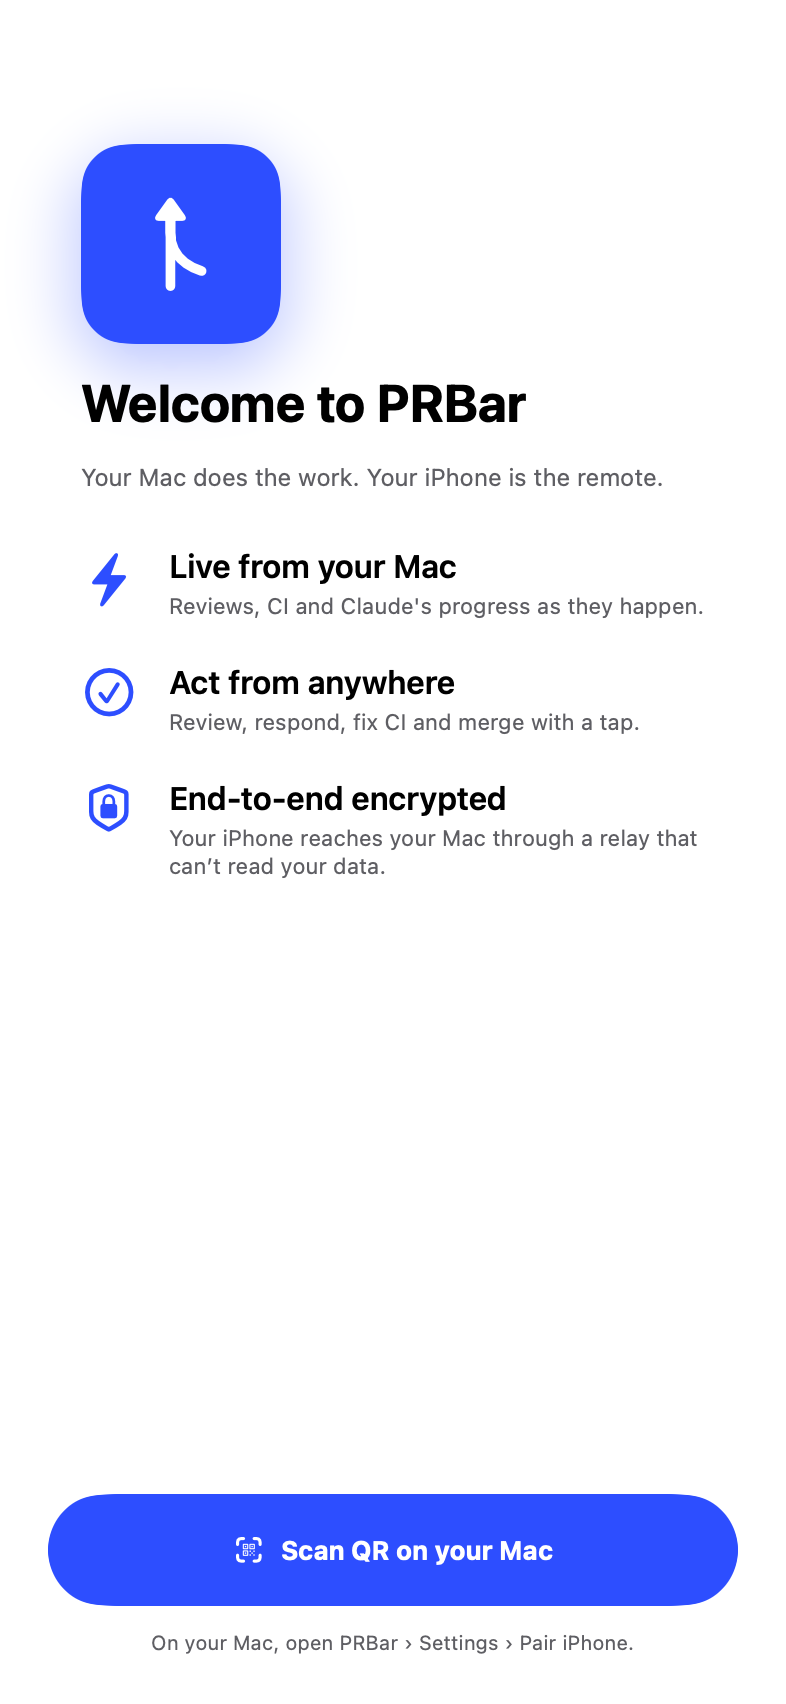 Welcome to PRBar
Your Mac does the work. Your iPhone is the remote.
Live from your Mac
Reviews, CI and Claude's progress as they happen.
Act from anywhere
Review, respond, fix CI and merge with a tap.
End-to-end encrypted
Your iPhone reaches your Mac through a relay that
can’t read your data.
Scan QR on your Mac
On your Mac, open PRBar › Settings › Pair iPhone.